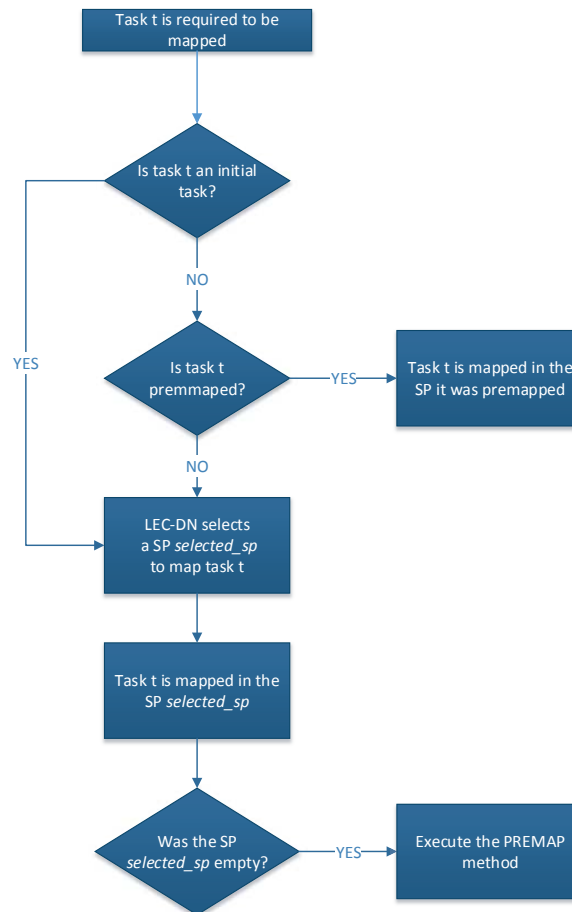 Task t is required to be
mapped
Is task t an initial
task?
NO
YES
Is task t
premmaped?
YES
Task t is mapped in the
SP it was premapped
NO
LEC-DN selects
a SP selected_sp
to map task t
Task t is mapped in the
SP selected_sp
Was the SP
selected_sp empty?
YES
Execute the PREMAP
method